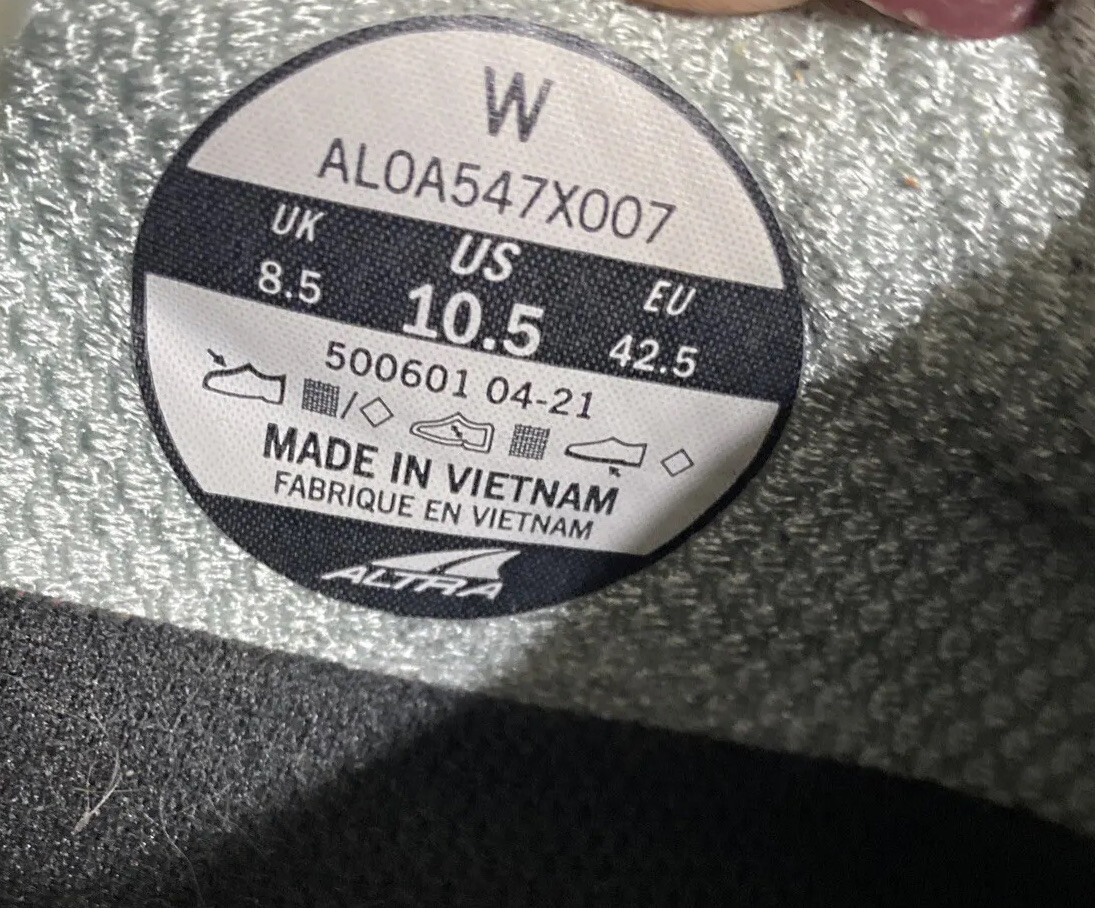 W
AL0A547X007
UK US EU
8.5 10.5 42.5
500601 04-21
MADE IN VIETNAM
FABRIQUE EN VIETNAM
ALTRA